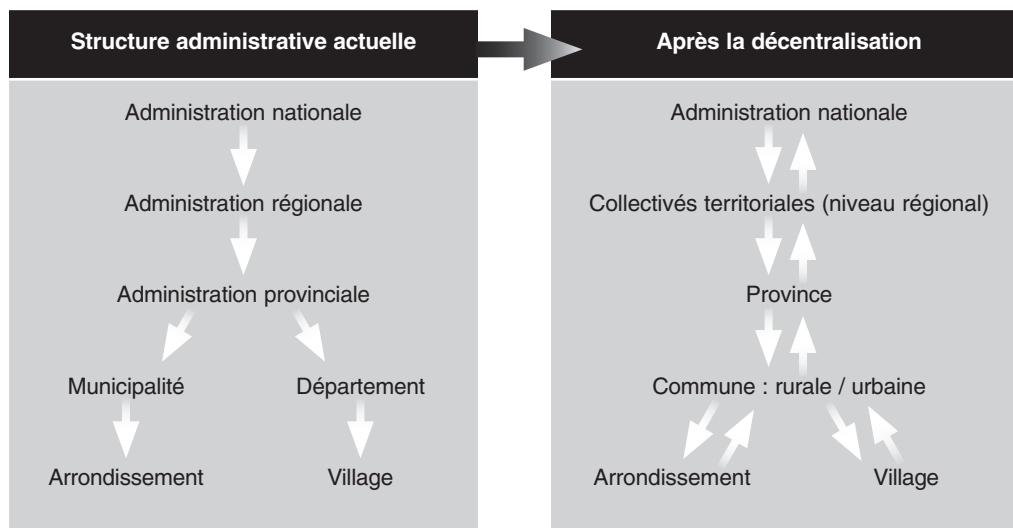 Structure administrative actuelle
Administration nationale
Administration régionale
Administration provinciale
Municipalité
Département
Arrondissement
Village
Après la décentralisation
Administration nationale
Collectivés territoriales (niveau régional)
Province
Commune : rurale / urbaine
Arrondissement
Village